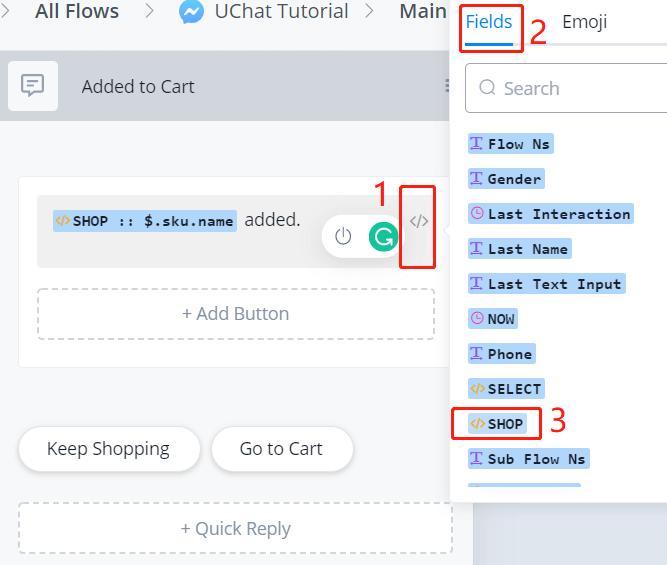 All Flows
UChat Tutorial
Main
Added to Cart
1
</>SHOP :: $.sku.name added.
</>
+ Add Button
Keep Shopping
Go to Cart
+ Quick Reply
Fields
2
Emoji
Search
Flow Ns
Gender
Last Interaction
Last Name
Last Text Input
NOW
Phone
</>SELECT
</>SHOP
3
Sub Flow Ns